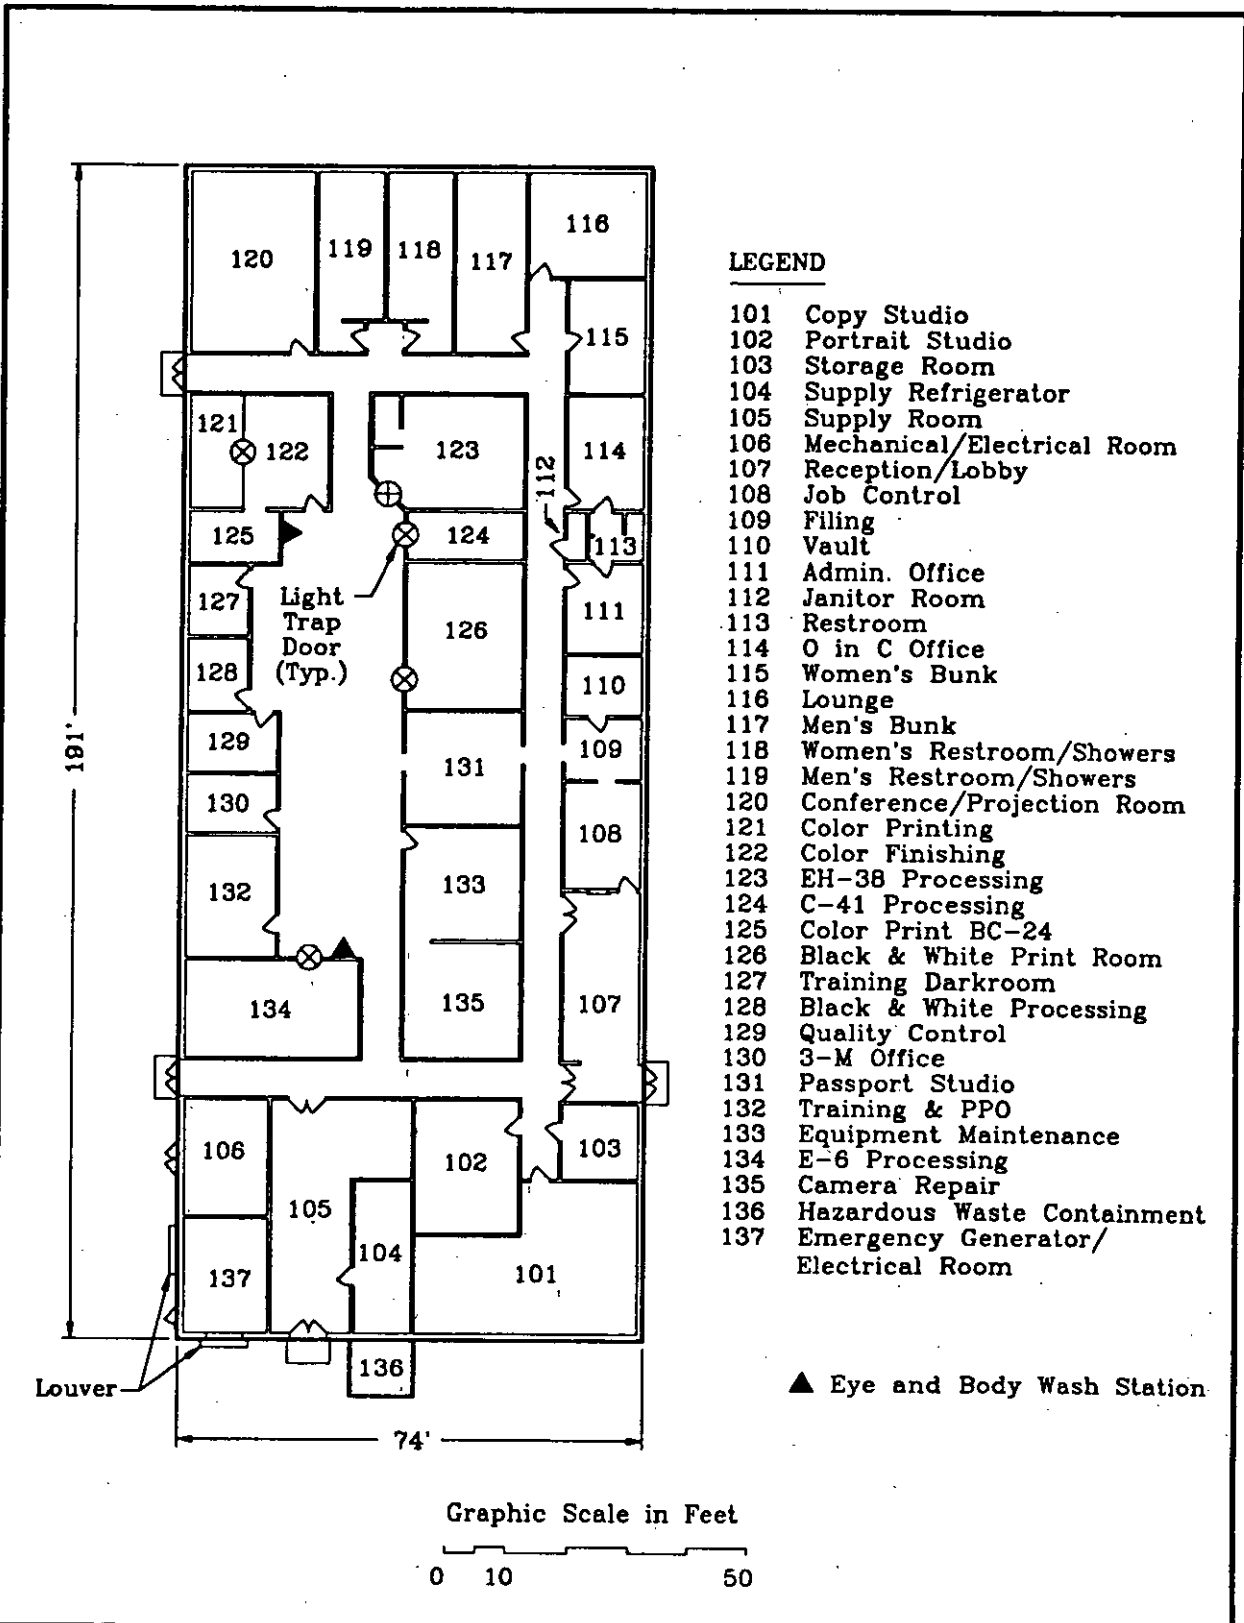 120
119
118
117
116
115
121
122
123
114
112
125
124
113
127
Light
Trap
Door
(Typ.)
126
111
128
110
129
131
109
130
108
132
133
134
135
107
106
102
103
105
104
137
101
136
191'
74'
Louver
LEGEND
101 Copy Studio
102 Portrait Studio
103 Storage Room
104 Supply Refrigerator
105 Supply Room
106 Mechanical/Electrical Room
107 Reception/Lobby
108 Job Control
109 Filing
110 Vault
111 Admin. Office
112 Janitor Room
113 Restroom
114 O in C Office
115 Women's Bunk
116 Lounge
117 Men's Bunk
118 Women's Restroom/Showers
119 Men's Restroom/Showers
120 Conference/Projection Room
121 Color Printing
122 Color Finishing
123 EH-38 Processing
124 C-41 Processing
125 Color Print BC-24
126 Black & White Print Room
127 Training Darkroom
128 Black & White Processing
129 Quality Control
130 3-M Office
131 Passport Studio
132 Training & PPO
133 Equipment Maintenance
134 E-6 Processing
135 Camera Repair
136 Hazardous Waste Containment
137 Emergency Generator/
Electrical Room
▲ Eye and Body Wash Station
Graphic Scale in Feet
0 10 50